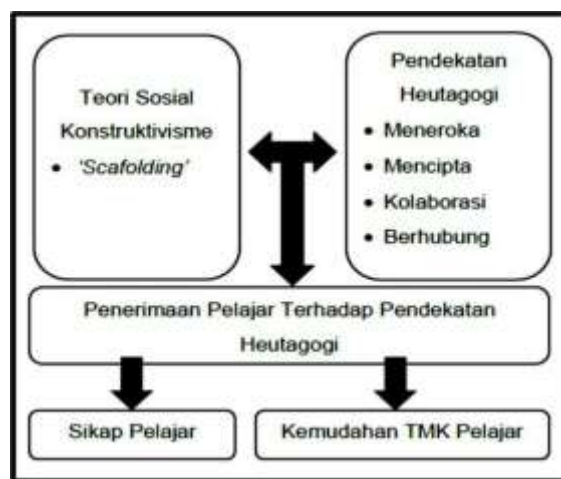 Teori Sosial
Konstruktivisme
• 'Scafolding'
Pendekatan
Heutagogi
• Meneroka
• Mencipta
• Kolaborasi
• Berhubung
Penerimaan Pelajar Terhadap Pendekatan
Heutagogi
Sikap Pelajar
Kemudahan TMK Pelajar